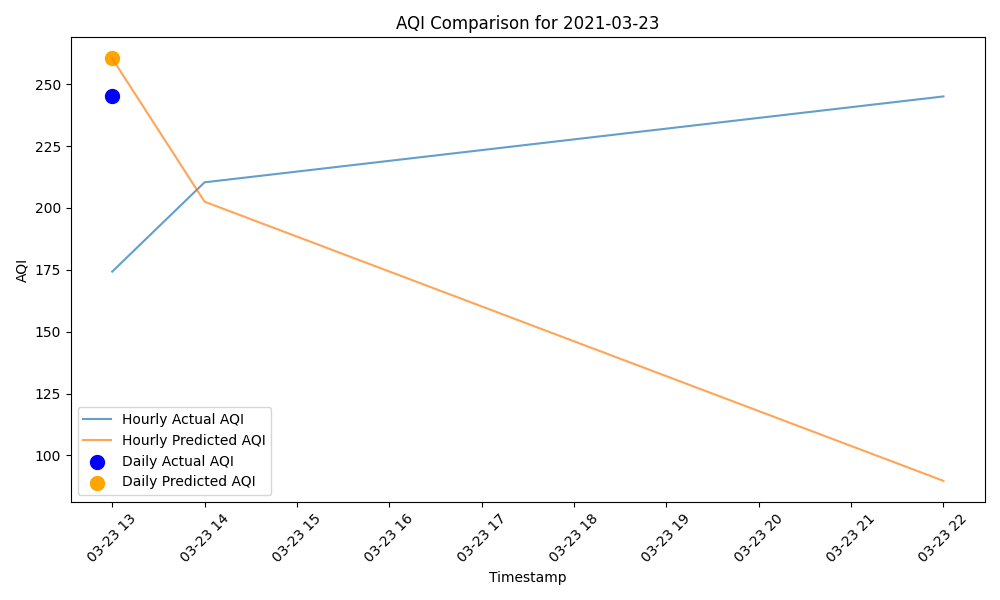 AQI Comparison for 2021-03-23
AQI
250
225
200
175
150
125
100
Hourly Actual AQI
Hourly Predicted AQI
Daily Actual AQI
Daily Predicted AQI
03-23 13
03-23 14
03-23 15
03-23 16
03-23 17
03-23 18
03-23 19
03-23 20
03-23 21
03-23 22
Timestamp